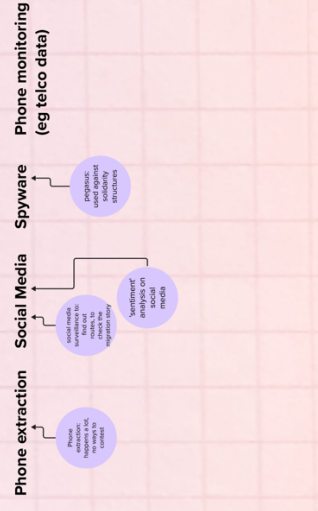 Phone monitoring
(eg telco data)
Spyware
pegasus:
used against
solidarity
structures
Social Media
'sentiment'
analysis on
social
media
social media
surveillance to:
find out
routes, to
check the
migration story
Phone extraction
Phone
extraction:
happens a lot,
no ways to
contest